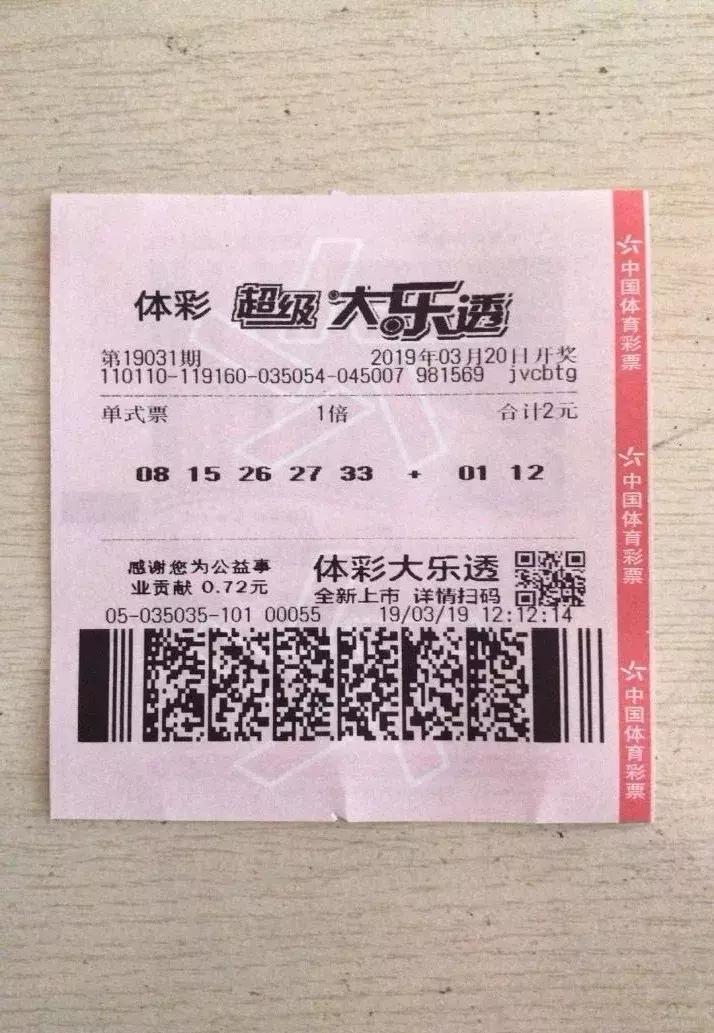 体彩 超级大乐透
第19031期 2019年03月20日开奖
110110-119160-035054-045007 981569 jvcbtg
单式票 1倍 合计2元
08 15 26 27 33 + 01 12
感谢您为公益事
业贡献 0.72元
体彩大乐透
全新上市 详情扫码
05-035035-101 00055 19/03/19 12:12:14
中国体育彩票
中国体育彩票
中国体育彩票